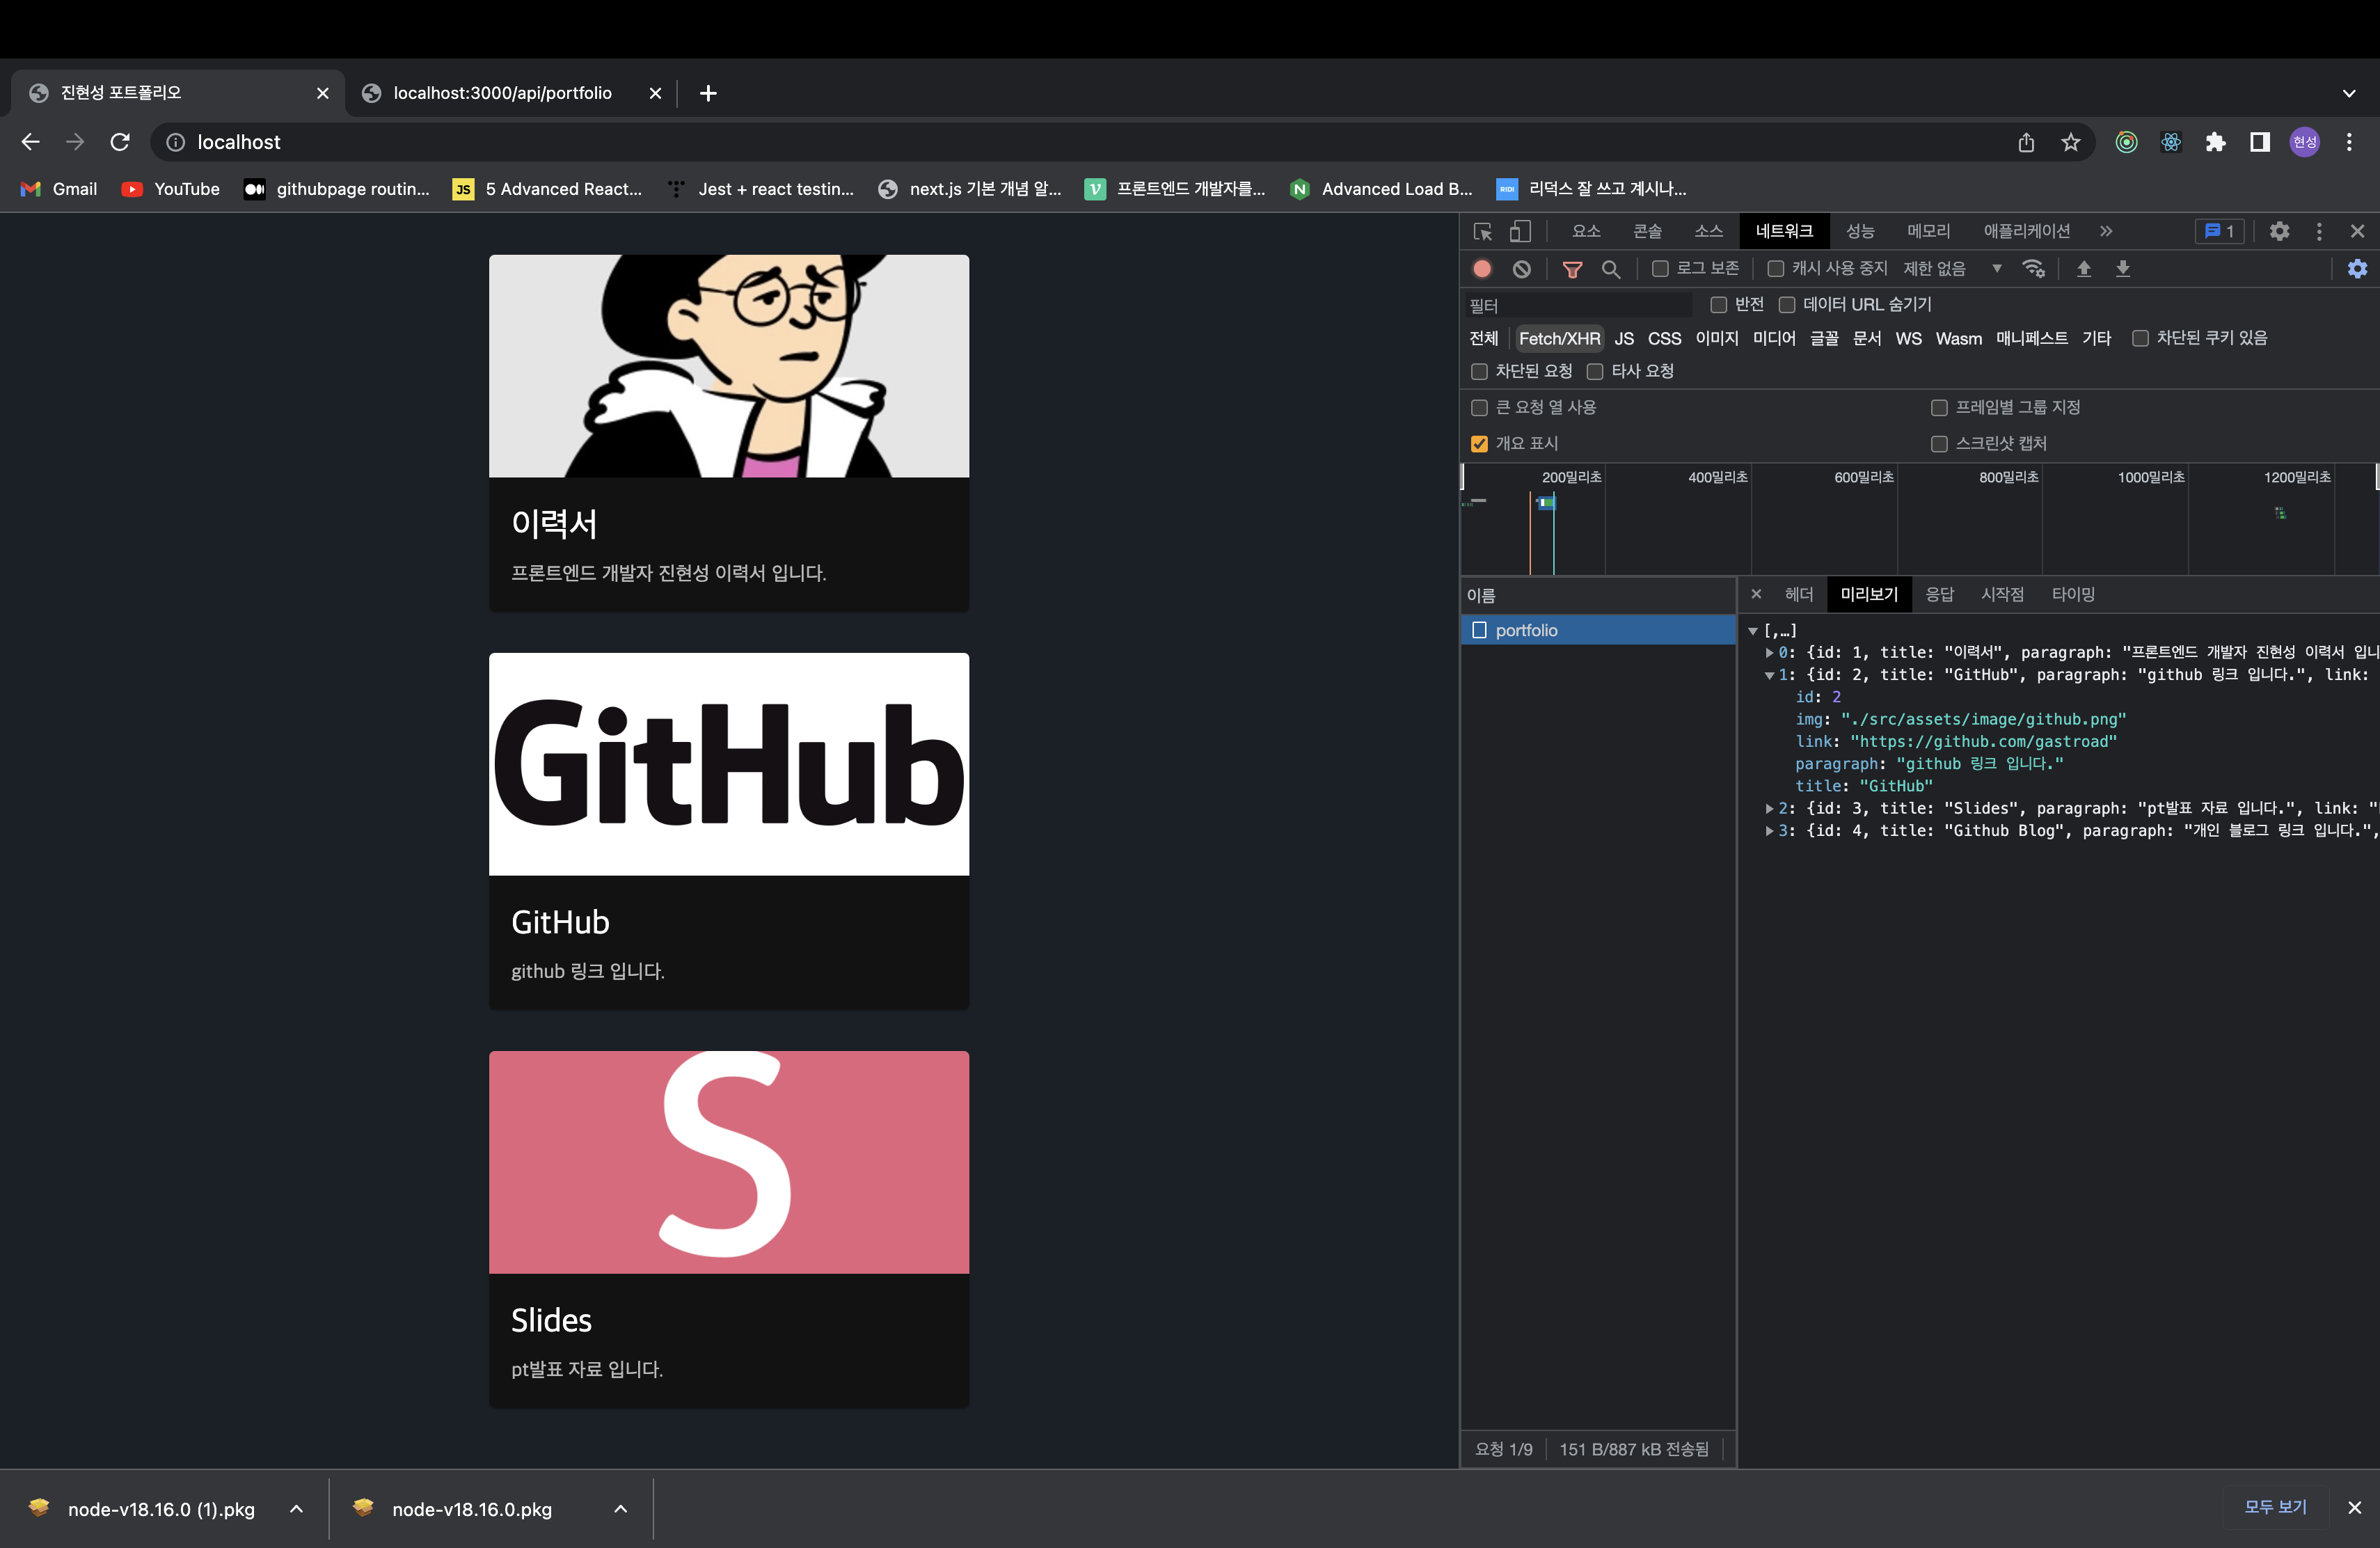 진현성 포트폴리오
localhost:3000/api/portfolio
localhost
현성
Gmail
YouTube
githubpage routin...
JS
5 Advanced React...
Jest + react testin...
next.js 기본 개념 알...
V
프론트엔드 개발자를...
N
Advanced Load B...
RIDI
리덕스 잘 쓰고 계시나...
이력서
프론트엔드 개발자 진현성 이력서 입니다.
GitHub
GitHub
github 링크 입니다.
S
Slides
pt발표 자료 입니다.
요소 콘솔 소스 네트워크 성능 메모리 애플리케이션 » 1
로그 보존 캐시 사용 중지 제한 없음
필터 반전 데이터 URL 숨기기
전체 Fetch/XHR JS CSS 이미지 미디어 글꼴 문서 WS Wasm 매니페스트 기타 차단된 쿠키 있음
차단된 요청 타사 요청
큰 요청 열 사용 프레임별 그룹 지정
개요 표시 스크린샷 캡처
200밀리초 400밀리초 600밀리초 800밀리초 1000밀리초 1200밀리초
이름
portfolio
헤더 미리보기 응답 시작점 타이밍
[,…]
0: {id: 1, title: "이력서", paragraph: "프론트엔드 개발자 진현성 이력서 입니
1: {id: 2, title: "GitHub", paragraph: "github 링크 입니다.", link:
id: 2
img: "./src/assets/image/github.png"
link: "https://github.com/gastroad"
paragraph: "github 링크 입니다."
title: "GitHub"
2: {id: 3, title: "Slides", paragraph: "pt발표 자료 입니다.", link: "
3: {id: 4, title: "Github Blog", paragraph: "개인 블로그 링크 입니다.",
요청 1/9 151 B/887 kB 전송됨
node-v18.16.0 (1).pkg
node-v18.16.0.pkg
모두 보기